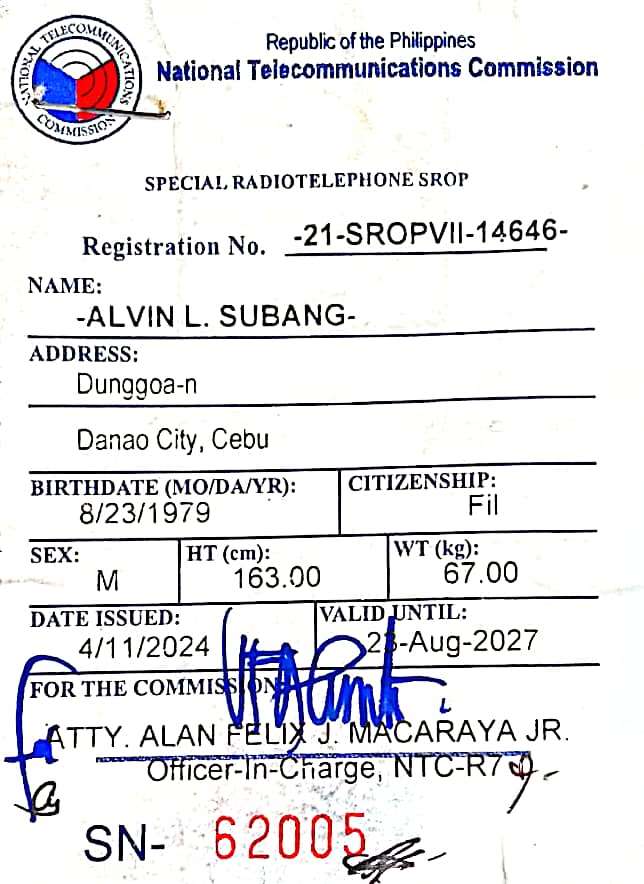 NATIONAL TELECOMMUNICATIONS COMMISSION
Republic of the Philippines
National Telecommunications Commission
SPECIAL RADIOTELEPHONE SROP
Registration No. -21-SROPVII-14646-
NAME:
-ALVIN L. SUBANG-
ADDRESS:
Dunggoa-n
Danao City, Cebu
BIRTHDATE (MO/DA/YR): CITIZENSHIP:
8/23/1979 Fil
SEX: HT (cm): WT (kg):
M 163.00 67.00
DATE ISSUED: VALID UNTIL:
4/11/2024 23-Aug-2027
FOR THE COMMISSION
ATTY. ALAN FELIX J. MACARAYA JR.
Officer-In-Charge, NTC-R7
SN- 62005